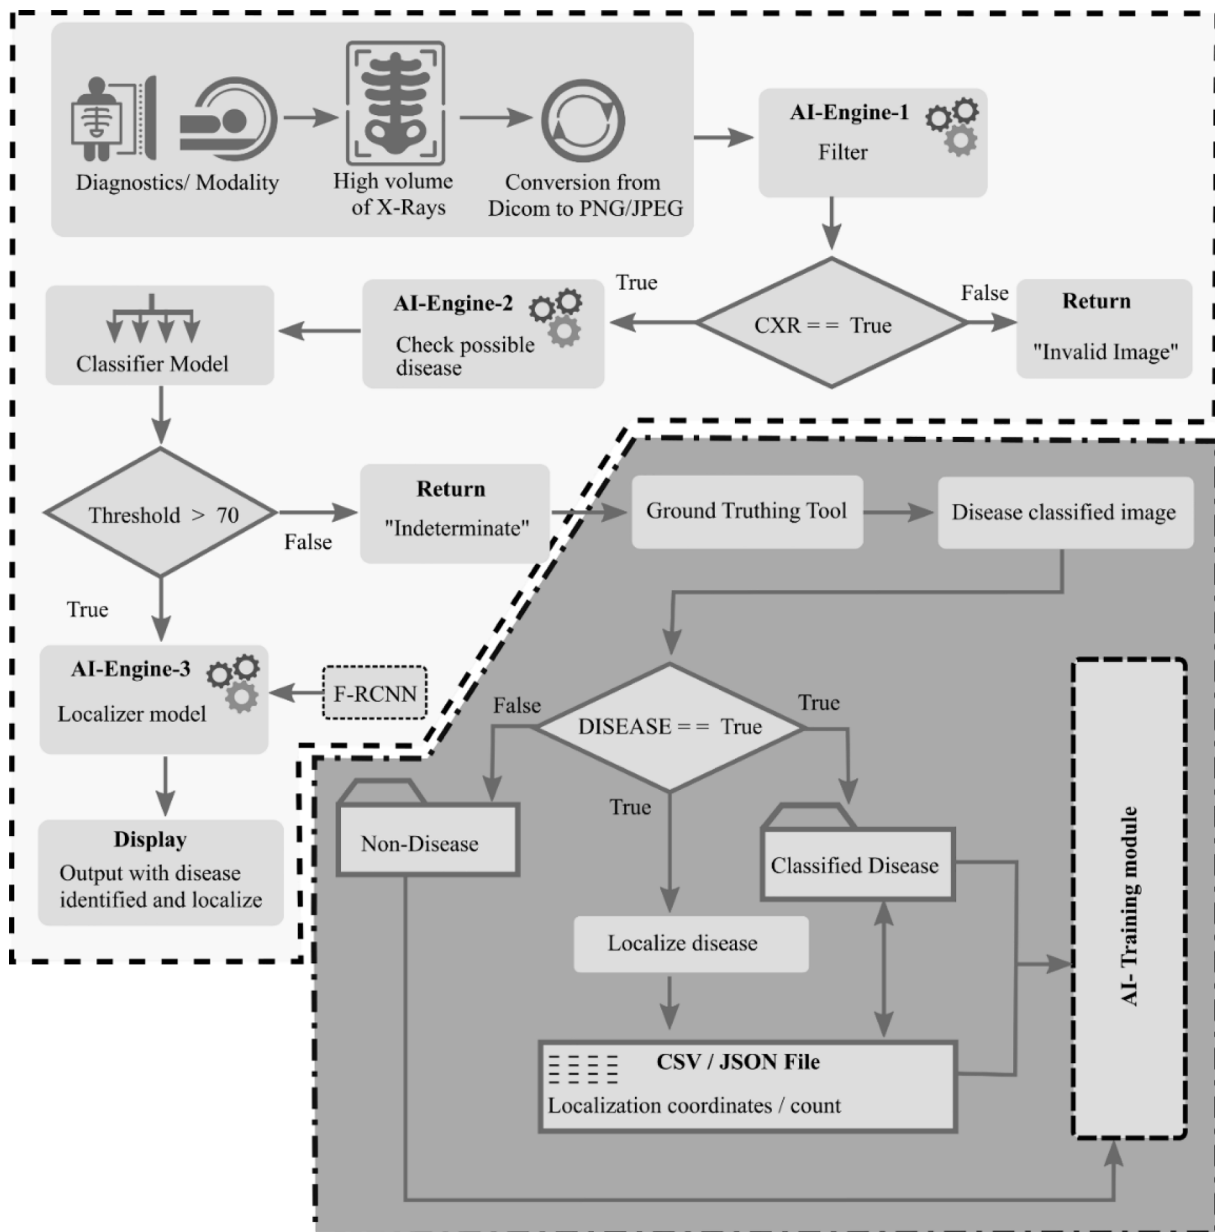 Diagnostics/ Modality
High volume
of X-Rays
Conversion from
Dicom to PNG/JPEG
AI-Engine-1
Filter
CXR = = True
True
False
Return
"Invalid Image"
AI-Engine-2
Check possible
disease
Classifier Model
Threshold > 70
False
True
Return
"Indeterminate"
Ground Truthing Tool
Disease classified image
AI-Engine-3
Localizer model
F-RCNN
Display
Output with disease
identified and localize
DISEASE = = True
False
True
True
Non-Disease
Classified Disease
Localize disease
CSV / JSON File
Localization coordinates / count
AI- Training module